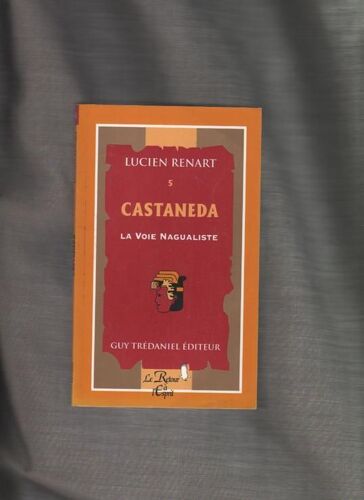 LUCIEN RENART
5
CASTANEDA
LA VOIE NAGUALISTE
GUY TRÉDANIEL ÉDITEUR
Le Retour
à
l'Esprit